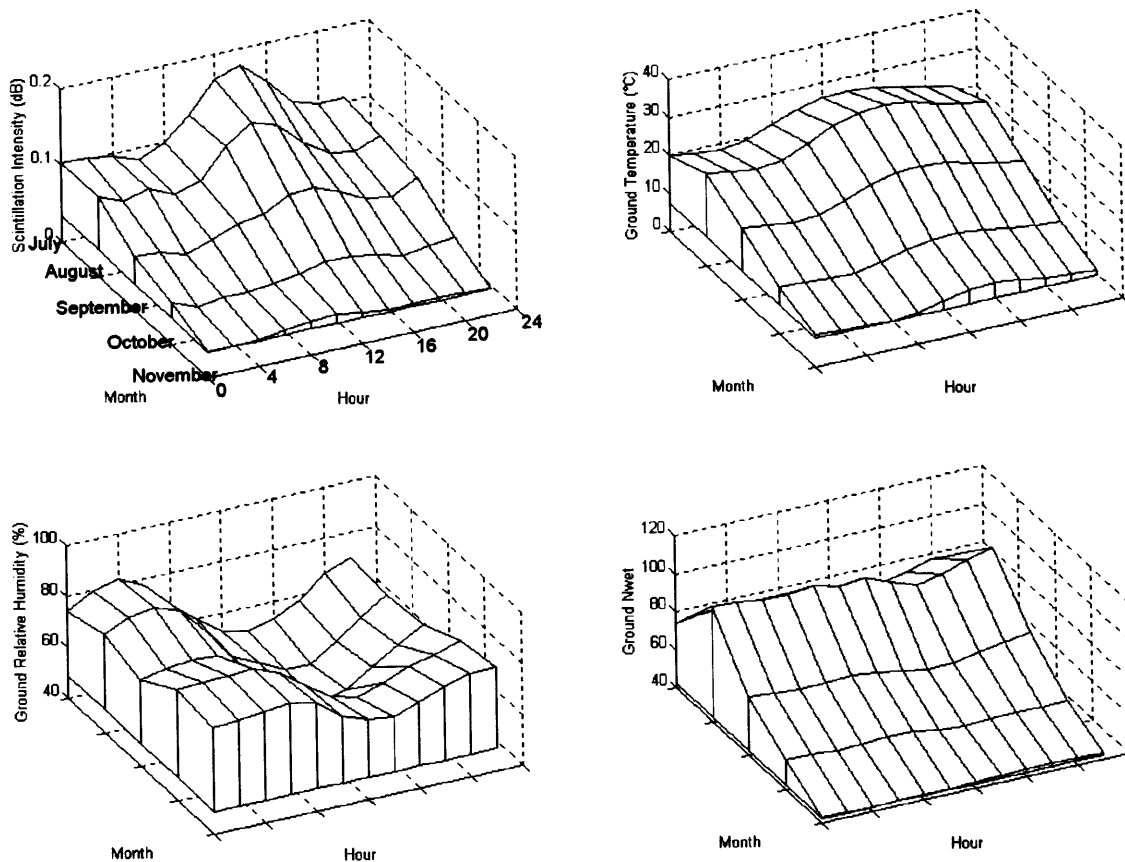 Scintillation Intensity (dB)
0.2
0.1
0
July
August
September
October
November
0
4
8
12
16
20
24
Month
Hour
Ground Temperature (°C)
40
30
20
10
0
Month
Hour
Ground Relative Humidity (%)
100
80
60
40
Month
Hour
Ground Nwet
120
100
80
60
40
Month
Hour